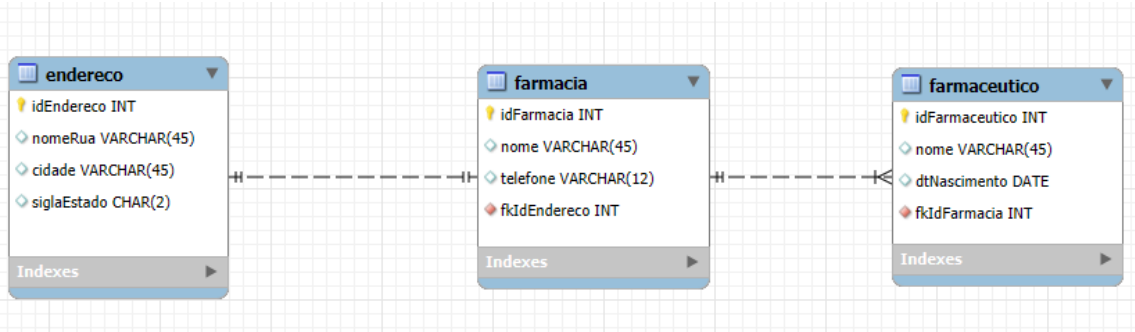 endereco
idEndereco INT
nomeRua VARCHAR(45)
cidade VARCHAR(45)
siglaEstado CHAR(2)
Indexes
farmacia
idFarmacia INT
nome VARCHAR(45)
telefone VARCHAR(12)
fkIdEndereco INT
Indexes
farmaceutico
idFarmaceutico INT
nome VARCHAR(45)
dtNascimento DATE
fkIdFarmacia INT
Indexes